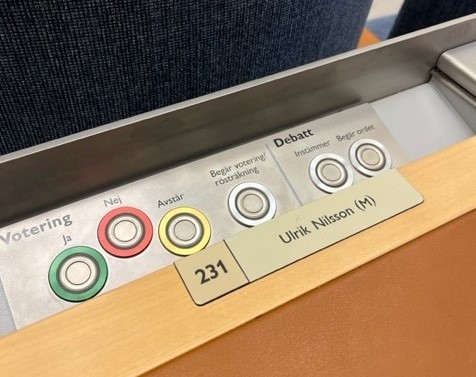 Votering
Ja
Nej
Avstår
Begär votering/
rösträkning
Debatt
Instämmer
Begär ordet
231
Ulrik Nilsson (M)